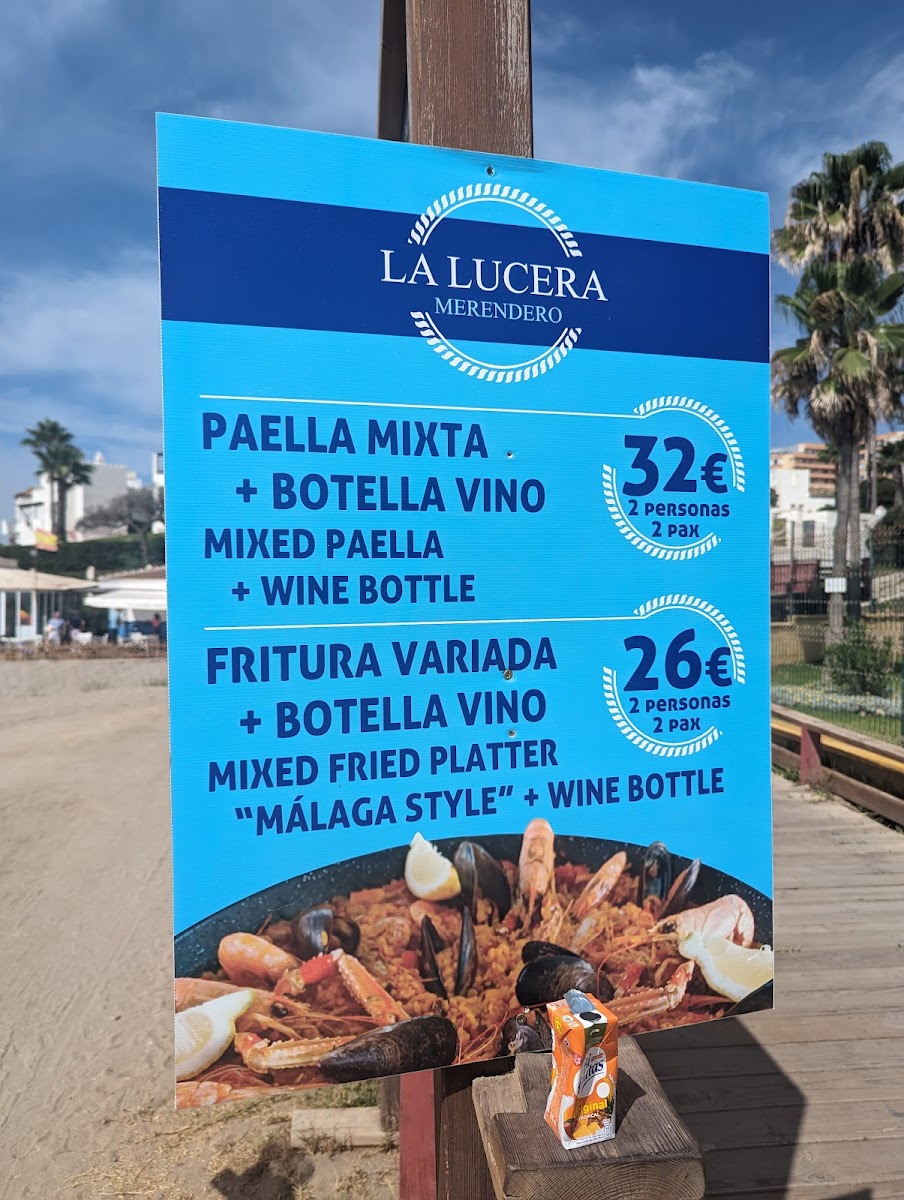 LA LUCERA
MERENDERO
PAELLA MIXTA
+ BOTELLA VINO
MIXED PAELLA
+ WINE BOTTLE
32€
2 PERSONAS
2 PAX
FRITURA VARIADA
+ BOTELLA VINO
MIXED FRIED PLATTER
"MÁLAGA STYLE" + WINE BOTTLE
26€
2 PERSONAS
2 PAX